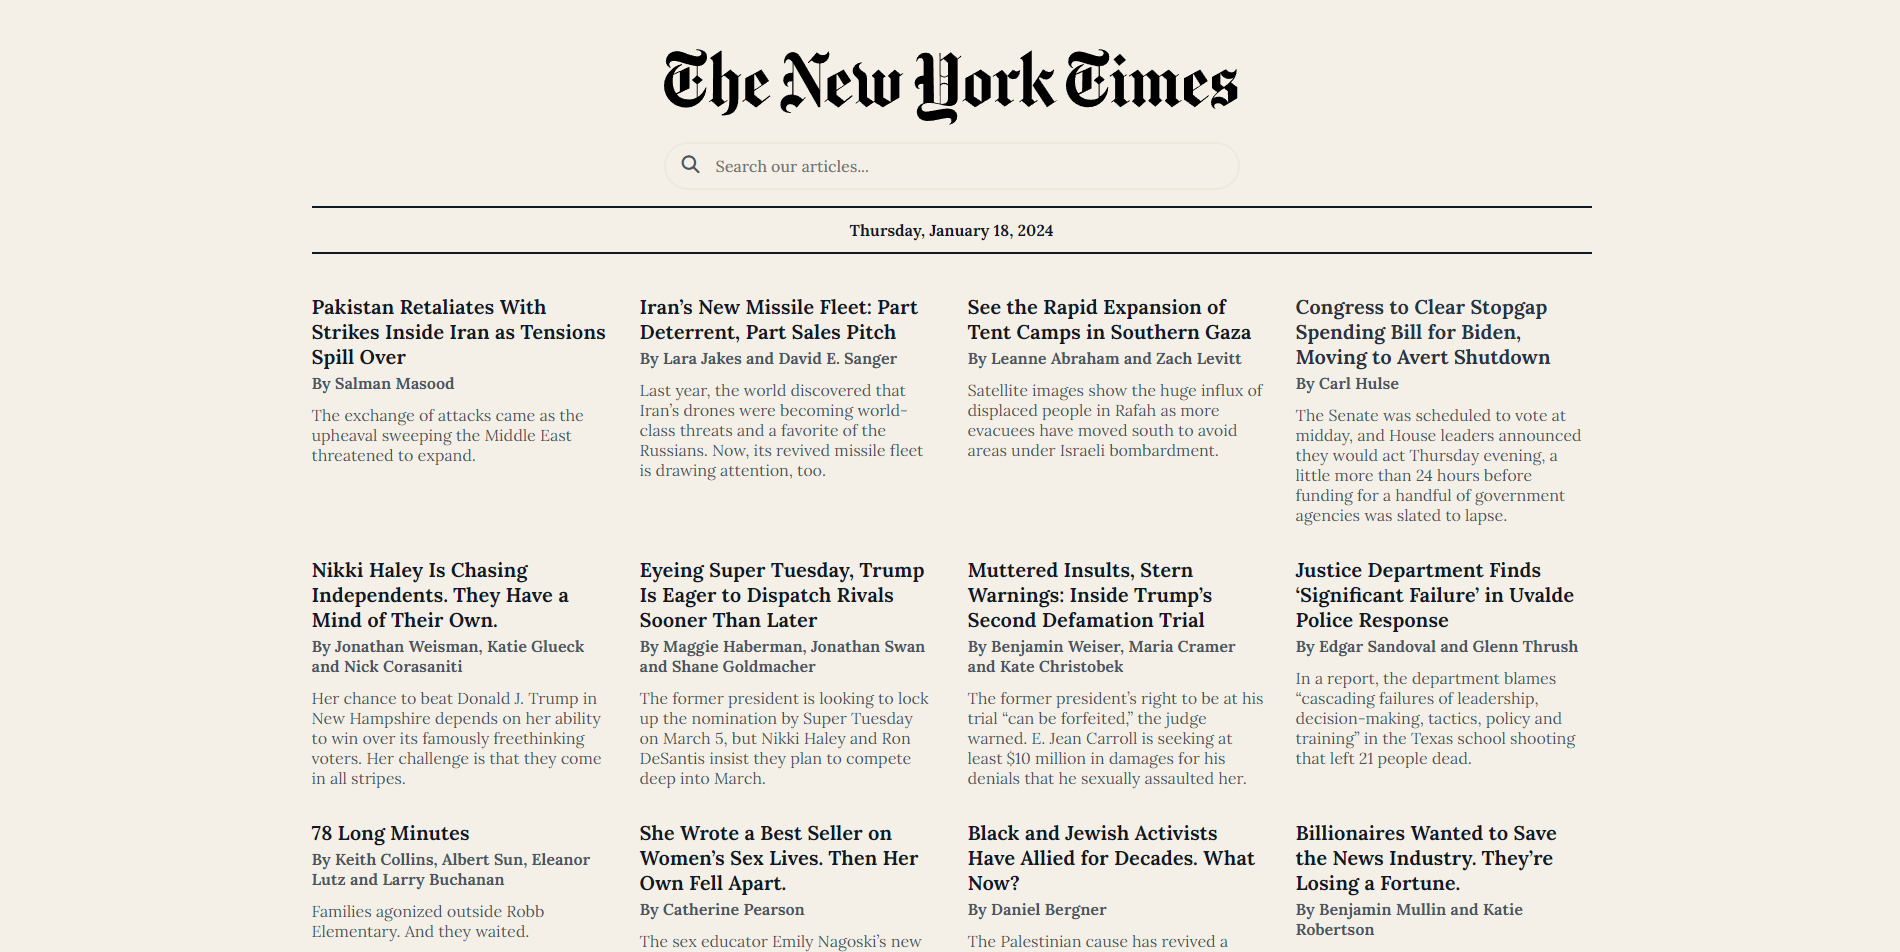 The New York Times
Search our articles...
Thursday, January 18, 2024
Pakistan Retaliates With
Strikes Inside Iran as Tensions
Spill Over
By Salman Masood
The exchange of attacks came as the
upheaval sweeping the Middle East
threatened to expand.
Iran’s New Missile Fleet: Part
Deterrent, Part Sales Pitch
By Lara Jakes and David E. Sanger
Last year, the world discovered that
Iran’s drones were becoming world-
class threats and a favorite of the
Russians. Now, its revived missile fleet
is drawing attention, too.
See the Rapid Expansion of
Tent Camps in Southern Gaza
By Leanne Abraham and Zach Levitt
Satellite images show the huge influx of
displaced people in Rafah as more
evacuees have moved south to avoid
areas under Israeli bombardment.
Congress to Clear Stopgap
Spending Bill for Biden,
Moving to Avert Shutdown
By Carl Hulse
The Senate was scheduled to vote at
midday, and House leaders announced
they would act Thursday evening, a
little more than 24 hours before
funding for a handful of government
agencies was slated to lapse.
Nikki Haley Is Chasing
Independents. They Have a
Mind of Their Own.
By Jonathan Weisman, Katie Glueck
and Nick Corasaniti
Her chance to beat Donald J. Trump in
New Hampshire depends on her ability
to win over its famously freethinking
voters. Her challenge is that they come
in all stripes.
Eyeing Super Tuesday, Trump
Is Eager to Dispatch Rivals
Sooner Than Later
By Maggie Haberman, Jonathan Swan
and Shane Goldmacher
The former president is looking to lock
up the nomination by Super Tuesday
on March 5, but Nikki Haley and Ron
DeSantis insist they plan to compete
deep into March.
Muttered Insults, Stern
Warnings: Inside Trump’s
Second Defamation Trial
By Benjamin Weiser, Maria Cramer
and Kate Christobek
The former president’s right to be at his
trial “can be forfeited,” the judge
warned. E. Jean Carroll is seeking at
least $10 million in damages for his
denials that he sexually assaulted her.
Justice Department Finds
‘Significant Failure’ in Uvalde
Police Response
By Edgar Sandoval and Glenn Thrush
In a report, the department blames
“cascading failures of leadership,
decision-making, tactics, policy and
training” in the Texas school shooting
that left 21 people dead.
78 Long Minutes
By Keith Collins, Albert Sun, Eleanor
Lutz and Larry Buchanan
Families agonized outside Robb
Elementary. And they waited.
She Wrote a Best Seller on
Women’s Sex Lives. Then Her
Own Fell Apart.
By Catherine Pearson
The sex educator Emily Nagoski’s new
Black and Jewish Activists
Have Allied for Decades. What
Now?
By Daniel Bergner
The Palestinian cause has revived a
Billionaires Wanted to Save
the News Industry. They’re
Losing a Fortune.
By Benjamin Mullin and Katie
Robertson